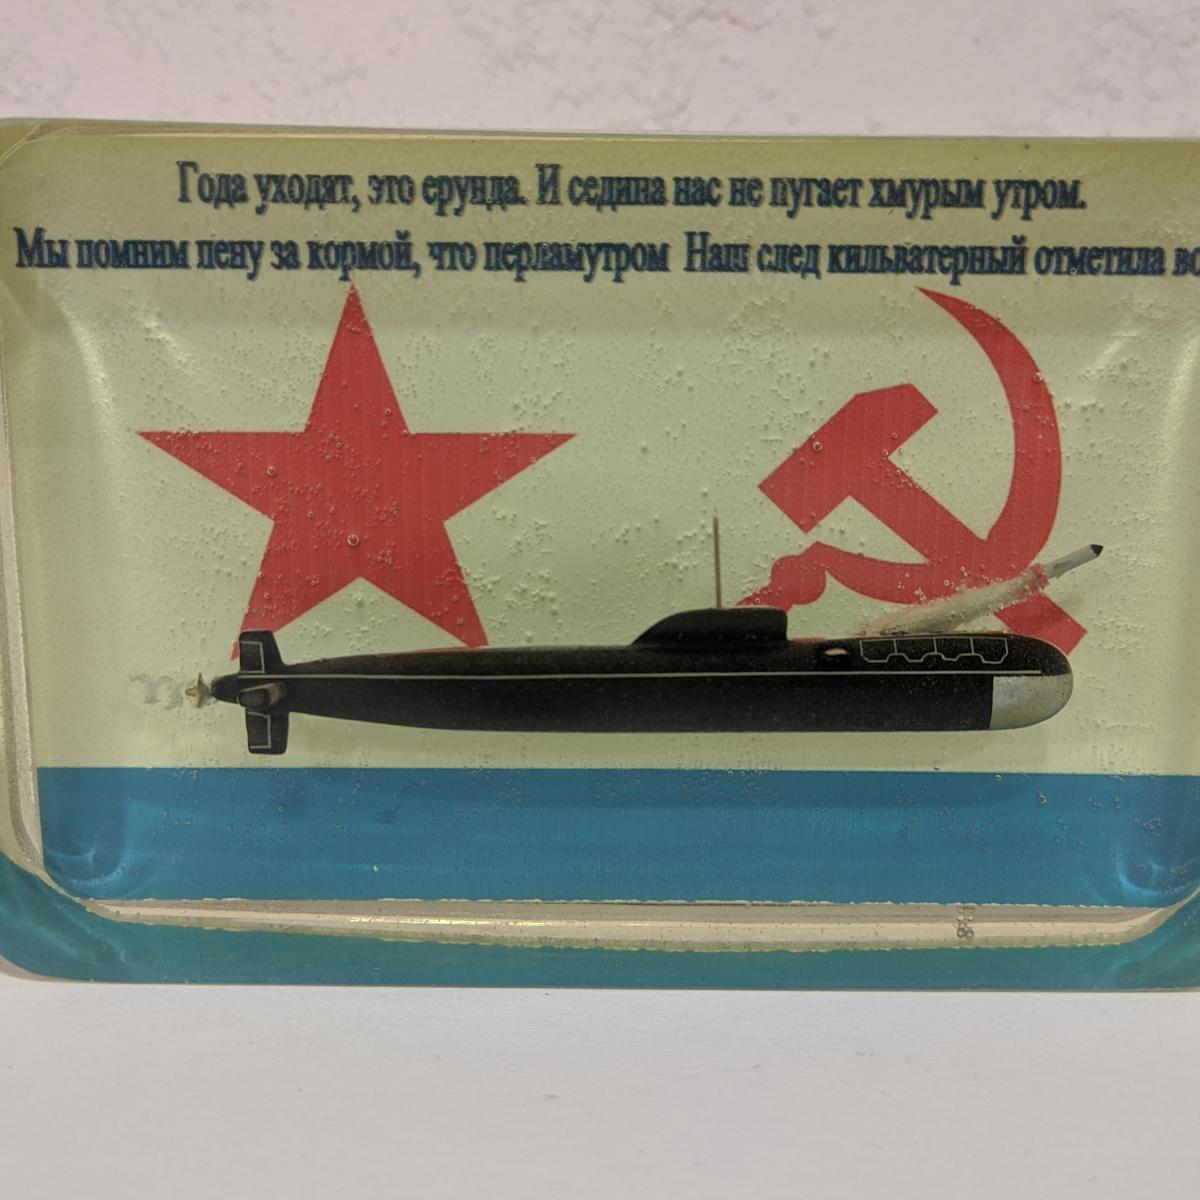 Года уходят, это ерунда. И седина нас не пугает хмурым утром.
Мы помним пену за кормой, что перламутром Наш след кильватерный отметила